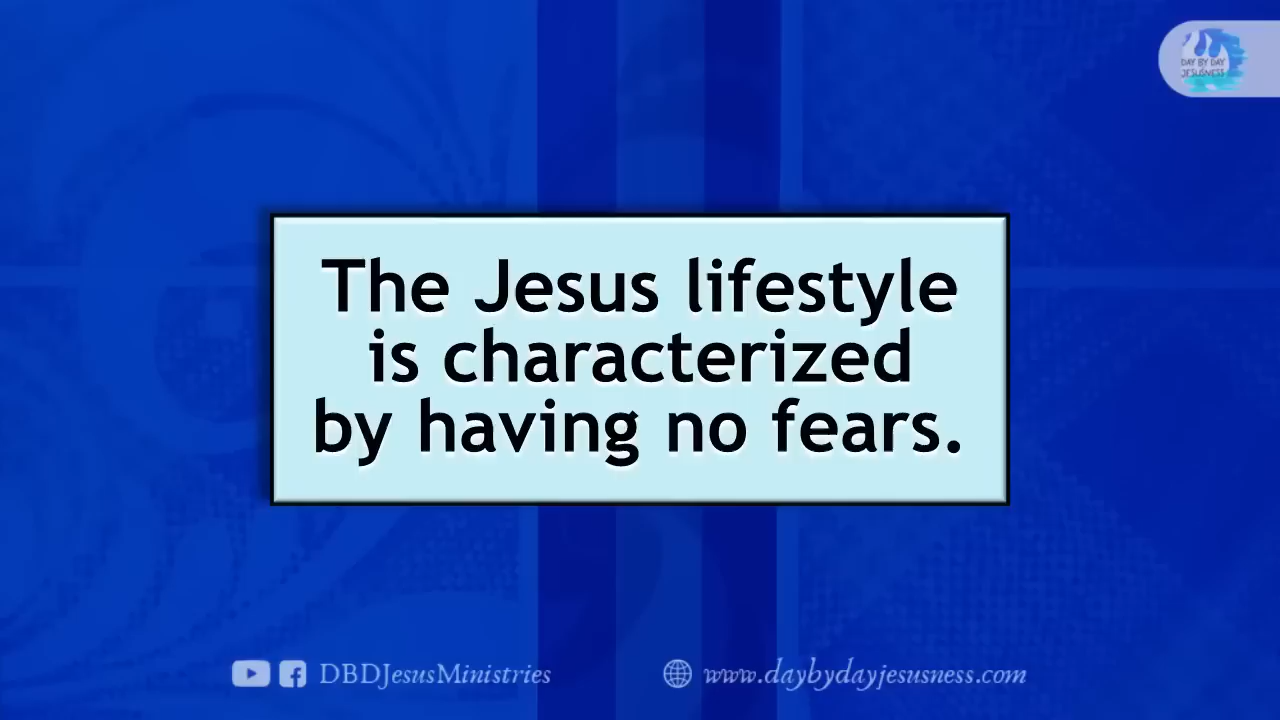 DAY BY DAY
JESUSNESS
The Jesus lifestyle
is characterized
by having no fears.
DBDJesusMinistries
www.daybydayjesusness.com